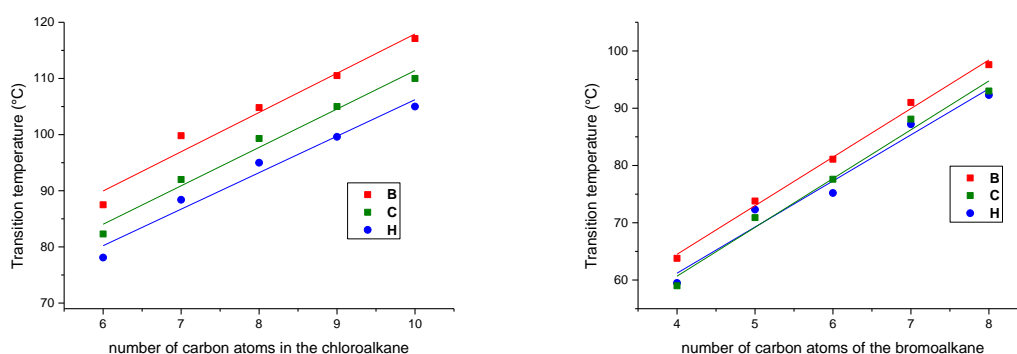 120
110
100
90
80
70
Transition temperature (°C)
B
C
H
6 7 8 9 10
number of carbon atoms in the chloroalkane
100
90
80
70
60
Transition temperature (°C)
B
C
H
4 5 6 7 8
number of carbon atoms of the bromoalkane